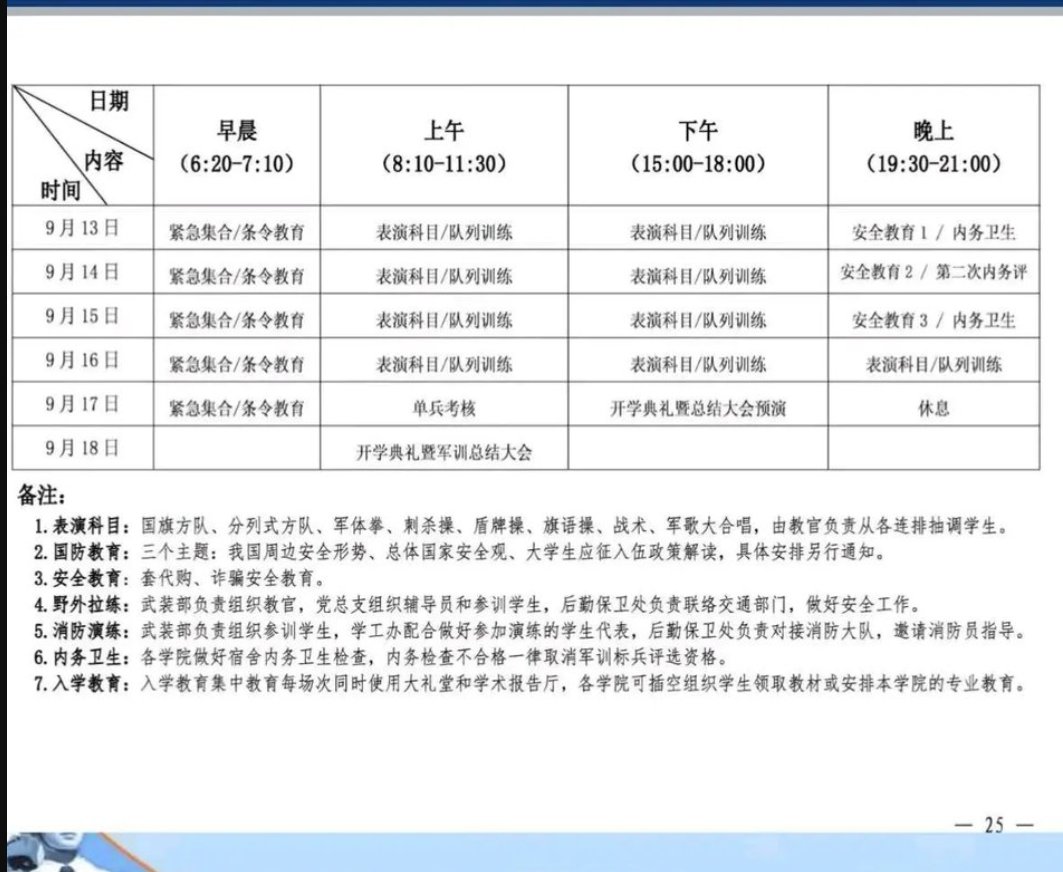 日期
内容
时间
早晨 (6:20-7:10) 上午 (8:10-11:30) 下午 (15:00-18:00) 晚上 (19:30-21:00)
9月13日 紧急集合/条令教育 表演科目/队列训练 表演科目/队列训练 安全教育1 / 内务卫生
9月14日 紧急集合/条令教育 表演科目/队列训练 表演科目/队列训练 安全教育2 / 第二次内务评
9月15日 紧急集合/条令教育 表演科目/队列训练 表演科目/队列训练 安全教育3 / 内务卫生
9月16日 紧急集合/条令教育 表演科目/队列训练 表演科目/队列训练 表演科目/队列训练
9月17日 紧急集合/条令教育 单兵考核 开学典礼暨总结大会预演 休息
9月18日 开学典礼暨军训总结大会
备注：
1.表演科目：国旗方队、分列式方队、军体拳、刺杀操、盾牌操、旗语操、战术、军歌大合唱，由教官负责从各连排抽调学生。
2.国防教育：三个主题：我国周边安全形势、总体国家安全观、大学生应征入伍政策解读，具体安排另行通知。
3.安全教育：套代购、诈骗安全教育。
4.野外拉练：武装部负责组织教官，党总支组织辅导员和参训学生，后勤保卫处负责联络交通部门，做好安全工作。
5.消防演练：武装部负责组织参训学生，学工办配合做好参加演练的学生代表，后勤保卫处负责对接消防大队，邀请消防员指导。
6.内务卫生：各学院做好宿舍内务卫生检查，内务检查不合格一律取消军训标兵评选资格。
7.入学教育：入学教育集中教育每场次同时使用大礼堂和学术报告厅，各学院可插空组织学生领取教材或安排本学院的专业教育。
— 25 —